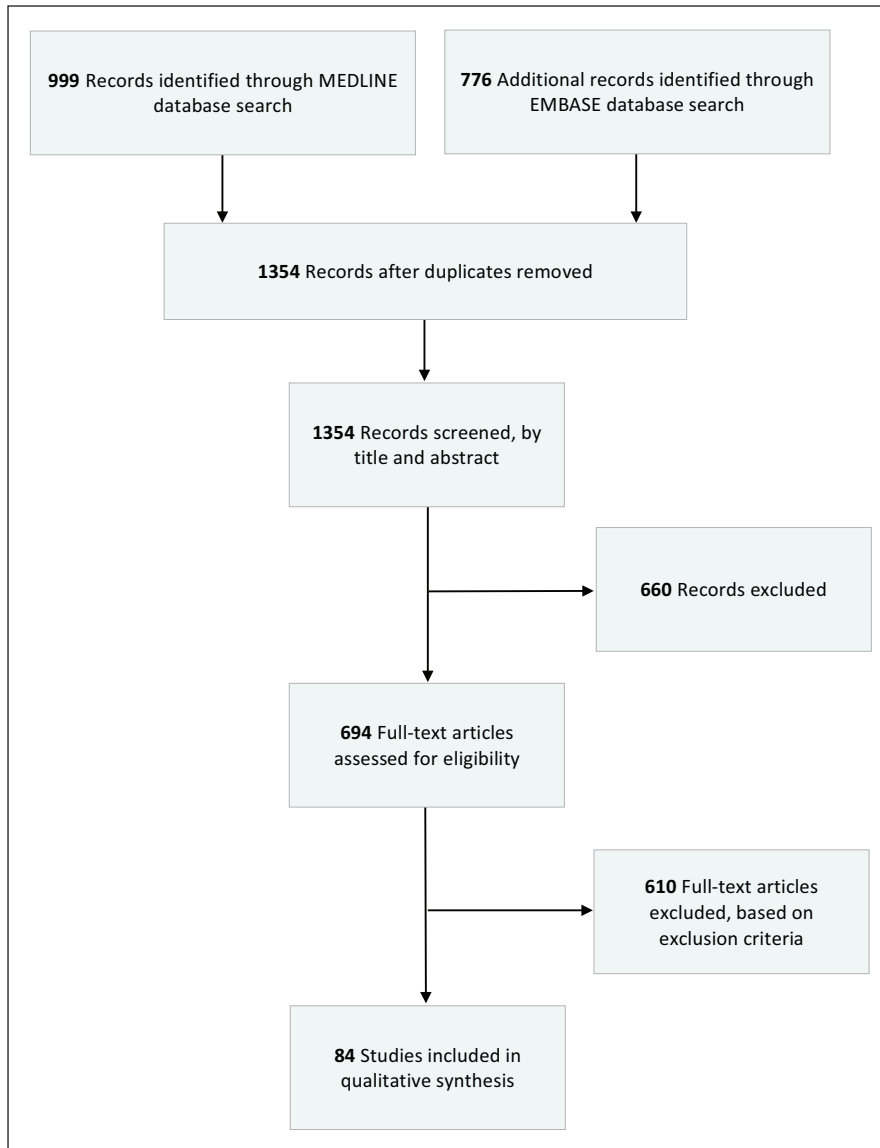 999 Records identified through MEDLINE
database search
776 Additional records identified through
EMBASE database search
1354 Records after duplicates removed
1354 Records screened, by
title and abstract
660 Records excluded
694 Full-text articles
assessed for eligibility
610 Full-text articles
excluded, based on
exclusion criteria
84 Studies included in
qualitative synthesis